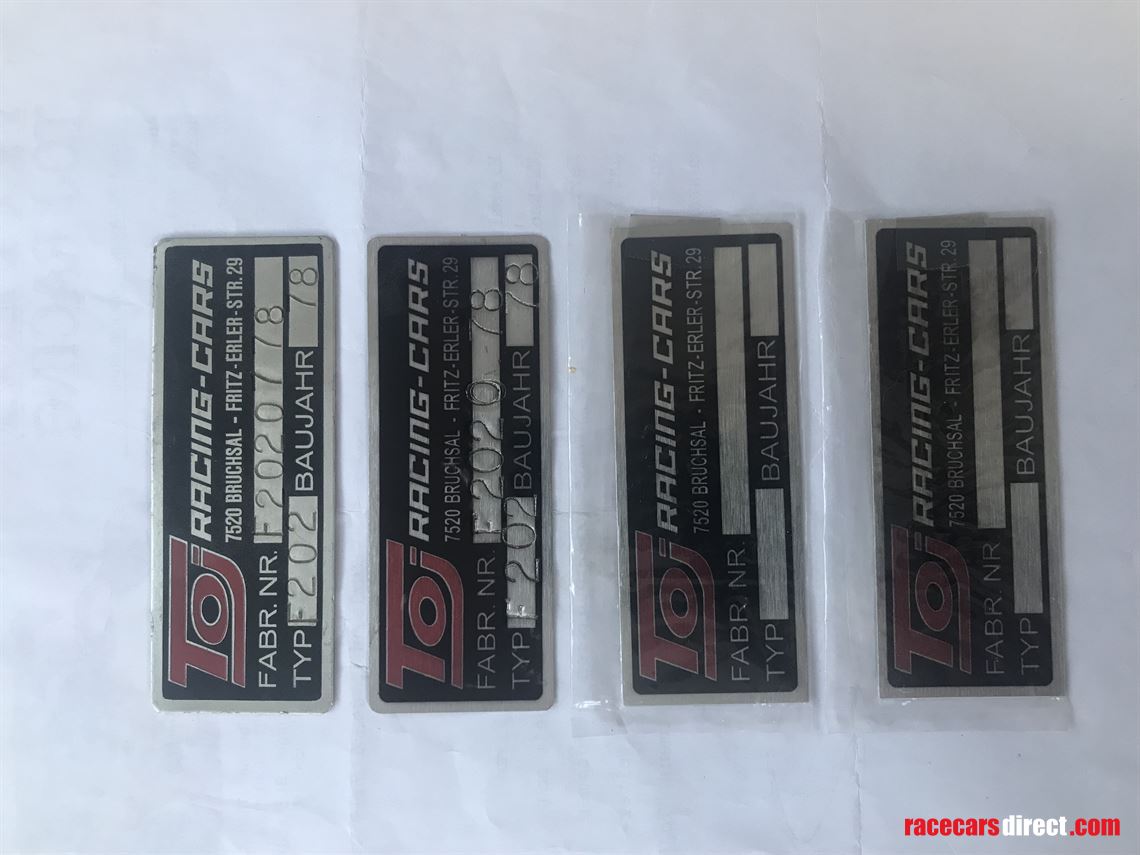 TOJ RACING-CARS
7520 BRUCHSAL - FRITZ-ERLER-STR. 29
FABR. NR. F20207 78
TYP F202 BAUJAHR 78
TOJ RACING-CARS
7520 BRUCHSAL - FRITZ-ERLER-STR. 29
FABR. NR. F2020 78
TYP F202 BAUJAHR 78
TOJ RACING-CARS
7520 BRUCHSAL - FRITZ-ERLER-STR. 29
FABR. NR.
TYP BAUJAHR
TOJ RACING-CARS
7520 BRUCHSAL - FRITZ-ERLER-STR. 29
FABR. NR
TYP BAUJAHR
racecarsdirect.com